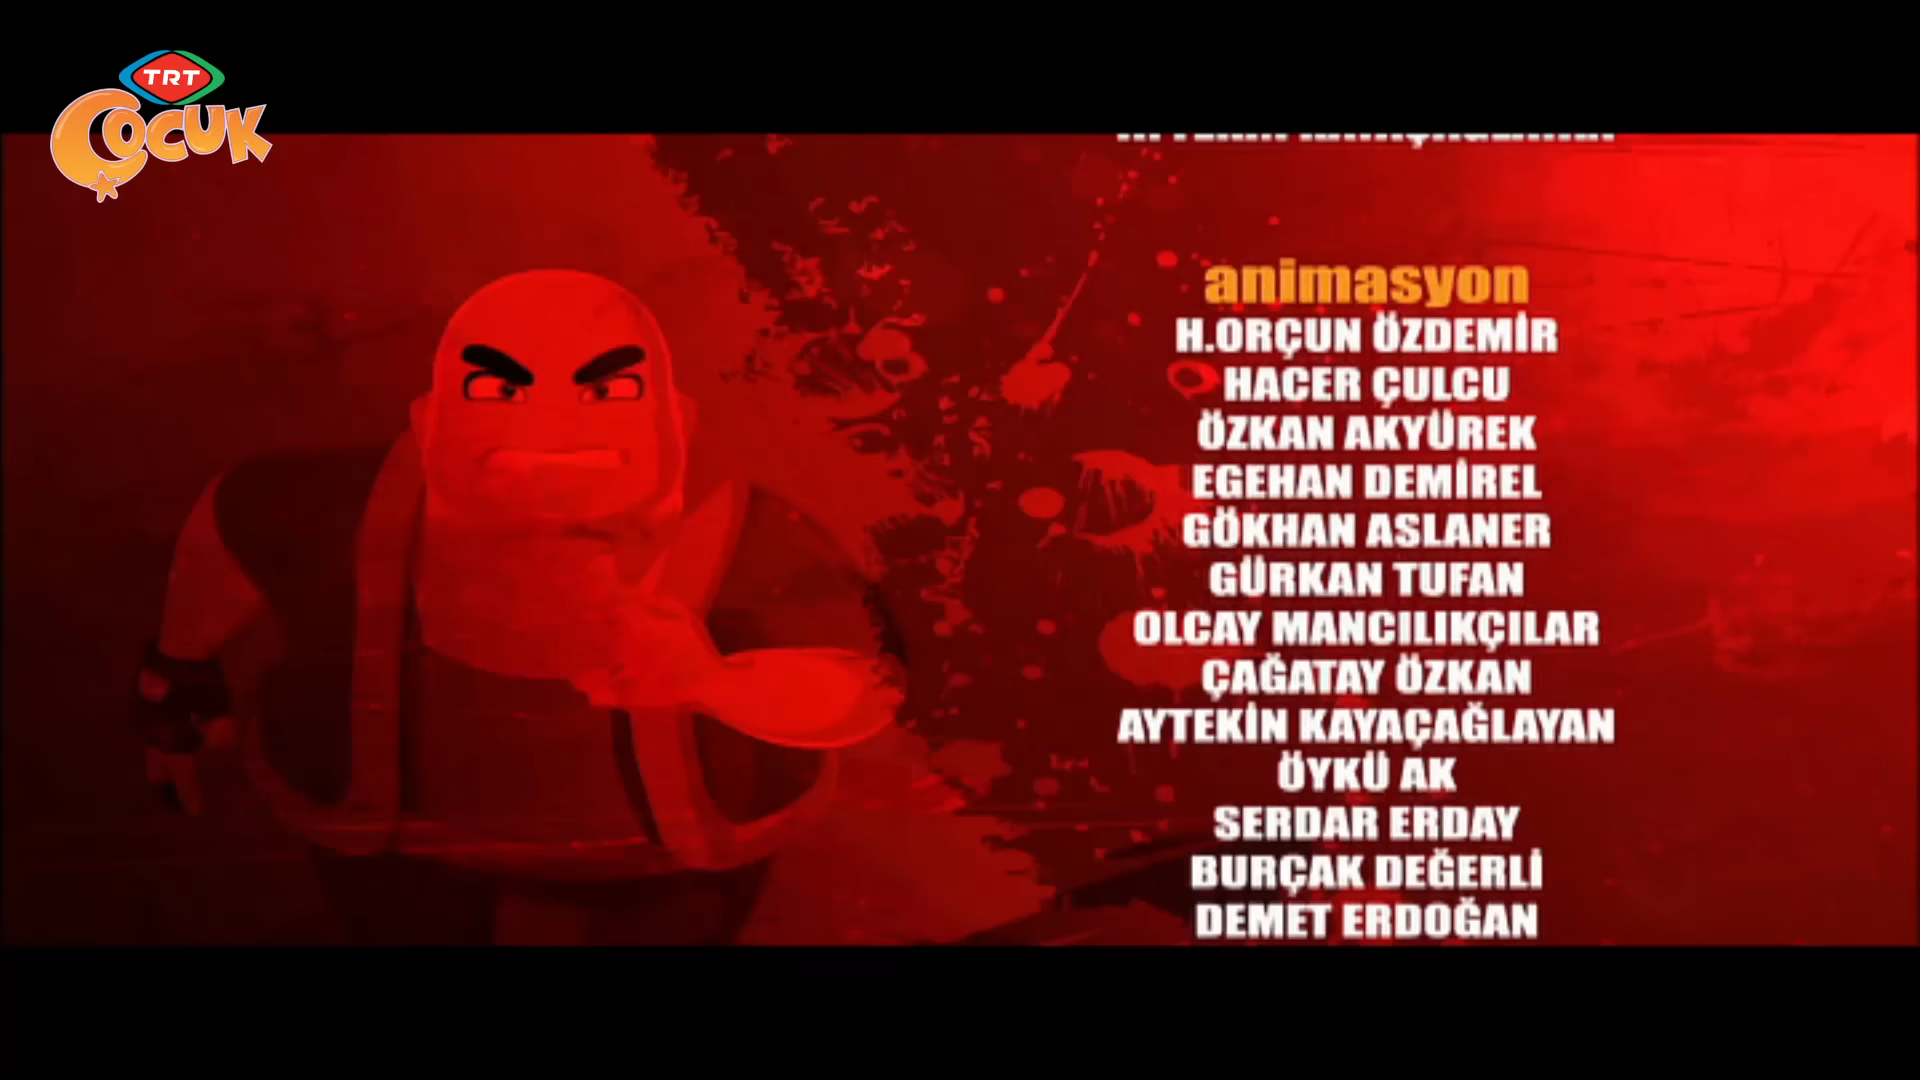 TRT
ÇOCUK
animasyon
H.ORÇUN ÖZDEMİR
HACER ÇULCU
ÖZKAN AKYÜREK
EGEHAN DEMİREL
GÖKHAN ASLANER
GÜRKAN TUFAN
OLCAY MANCILIKÇILAR
ÇAĞATAY ÖZKAN
AYTEKİN KAYAÇAĞLAYAN
ÖYKÜ AK
SERDAR ERDAY
BURÇAK DEĞERLİ
DEMET ERDOĞAN